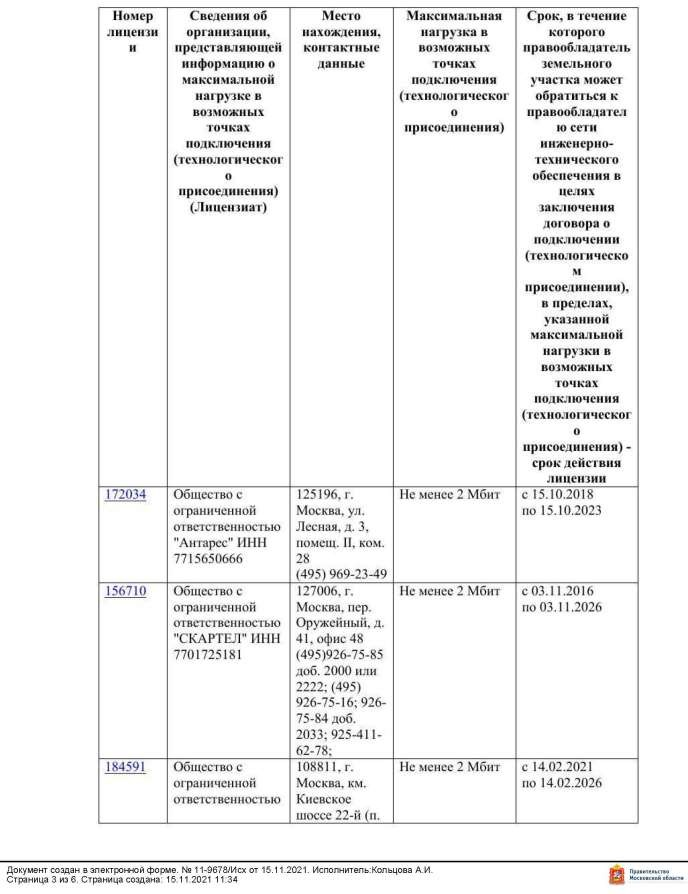 Номер
лицензи
и
Сведения об
организации,
представляющей
информацию о
максимальной
нагрузке в
возможных
точках
подключения
(технологическог
о
присоединения)
(Лицензиат)
Место
нахождения,
контактные
данные
Максимальная
нагрузка в
возможных
точках
подключения
(технологическог
о
присоединения)
Срок, в течение
которого
правообладатель
земельного
участка может
обратиться к
правообладател
ю сети
инженерно-
технического
обеспечения в
целях
заключения
договора о
подключении
(технологическо
м
присоединении),
в пределах,
указанной
максимальной
нагрузки в
возможных
точках
подключения
(технологическог
о
присоединения) -
срок действия
лицензии
172034
Общество с
ограниченной
ответственностью
"Антарес" ИНН
7715650666
125196, г.
Москва, ул.
Лесная, д. 3,
помещ. II, ком.
28
(495) 969-23-49
Не менее 2 Мбит
с 15.10.2018
по 15.10.2023
156710
Общество с
ограниченной
ответственностью
"СКАРТЕЛ" ИНН
7701725181
127006, г.
Москва, пер.
Оружейный, д.
41, офис 48
(495)926-75-85
доб. 2000 или
2222; (495)
926-75-16; 926-
75-84 доб.
2033; 925-411-
62-78;
Не менее 2 Мбит
с 03.11.2016
по 03.11.2026
184591
Общество с
ограниченной
ответственностью
108811, г.
Москва, км.
Киевское
шоссе 22-й (п.
Не менее 2 Мбит
с 14.02.2021
по 14.02.2026
Документ создан в электронной форме. № 11-9678/Исх от 15.11.2021. Исполнитель:Кольцова А.И.
Страница 3 из 6. Страница создана: 15.11.2021 11:34
Правительство
Московской области